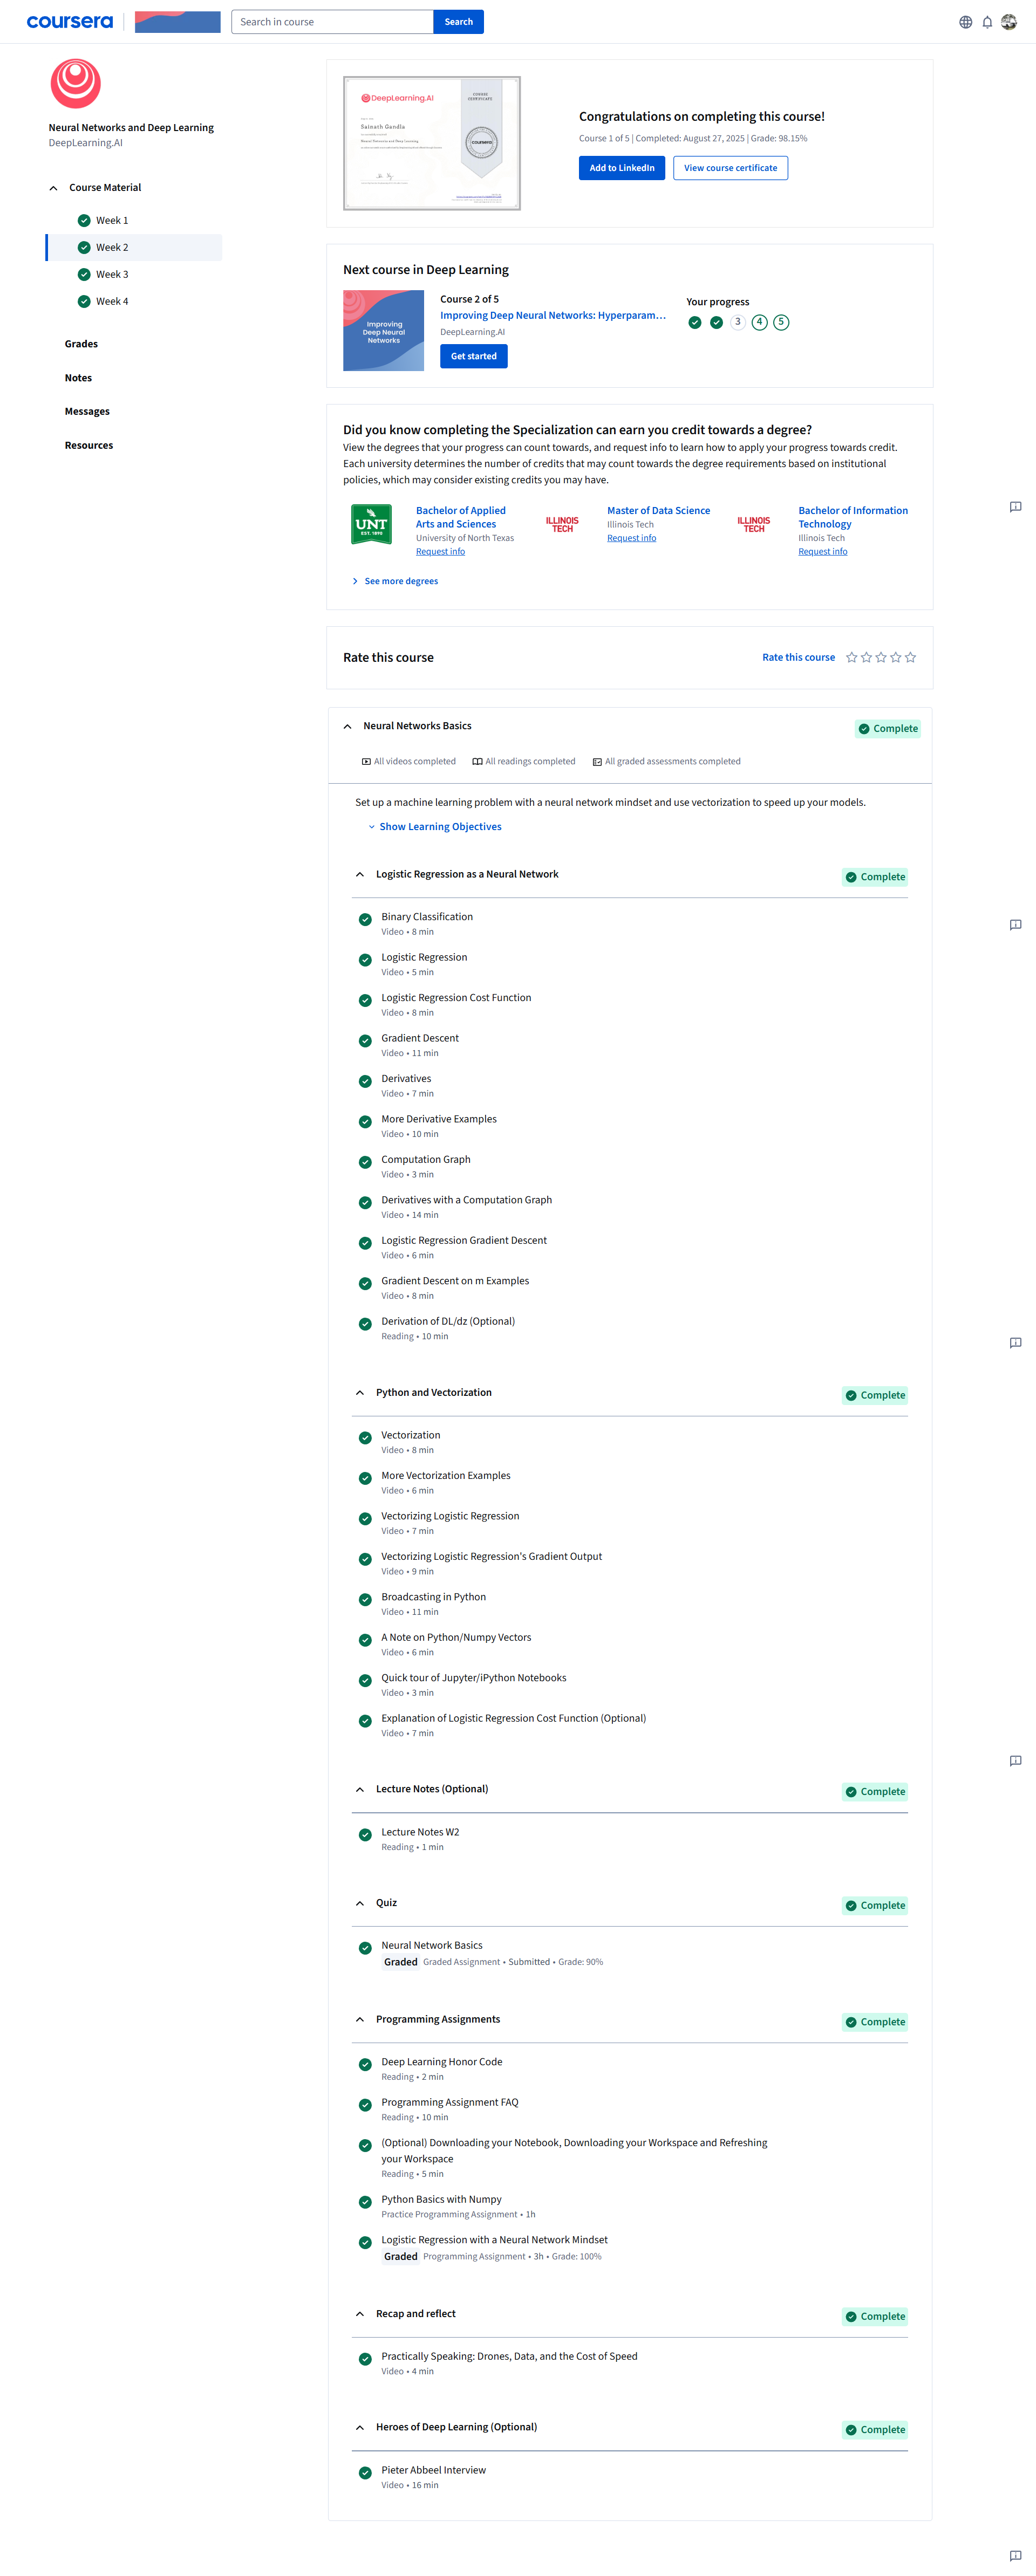 coursera
Search in course
Search
Neural Networks and Deep Learning
DeepLearning.AI
Course Material
Week 1
Week 2
Week 3
Week 4
Grades
Notes
Messages
Resources
DeepLearning.AI
COURSE
CERTIFICATE
Sainath Gandla
Neural Networks and Deep Learning
coursera
Congratulations on completing this course!
Course 1 of 5 | Completed: August 27, 2025 | Grade: 98.15%
Add to LinkedIn
View course certificate
Next course in Deep Learning
Improving
Deep Neural
Networks
Course 2 of 5
Improving Deep Neural Networks: Hyperparam...
DeepLearning.AI
Get started
Your progress
3
4
5
Did you know completing the Specialization can earn you credit towards a degree?
View the degrees that your progress can count towards, and request info to learn how to apply your progress towards credit.
Each university determines the number of credits that may count towards the degree requirements based on institutional
policies, which may consider existing credits you may have.
UNT
EST. 1890
Bachelor of Applied
Arts and Sciences
University of North Texas
Request info
ILLINOIS
TECH
Master of Data Science
Illinois Tech
Request info
ILLINOIS
TECH
Bachelor of Information
Technology
Illinois Tech
Request info
See more degrees
Rate this course
Rate this course
Neural Networks Basics
Complete
All videos completed
All readings completed
All graded assessments completed
Set up a machine learning problem with a neural network mindset and use vectorization to speed up your models.
Show Learning Objectives
Logistic Regression as a Neural Network
Complete
Binary Classification
Video • 8 min
Logistic Regression
Video • 5 min
Logistic Regression Cost Function
Video • 8 min
Gradient Descent
Video • 11 min
Derivatives
Video • 7 min
More Derivative Examples
Video • 10 min
Computation Graph
Video • 3 min
Derivatives with a Computation Graph
Video • 14 min
Logistic Regression Gradient Descent
Video • 6 min
Gradient Descent on m Examples
Video • 8 min
Derivation of DL/dz (Optional)
Reading • 10 min
Python and Vectorization
Complete
Vectorization
Video • 8 min
More Vectorization Examples
Video • 6 min
Vectorizing Logistic Regression
Video • 7 min
Vectorizing Logistic Regression's Gradient Output
Video • 9 min
Broadcasting in Python
Video • 11 min
A Note on Python/Numpy Vectors
Video • 6 min
Quick tour of Jupyter/iPython Notebooks
Video • 3 min
Explanation of Logistic Regression Cost Function (Optional)
Video • 7 min
Lecture Notes (Optional)
Complete
Lecture Notes W2
Reading • 1 min
Quiz
Complete
Neural Network Basics
Graded Graded Assignment • Submitted • Grade: 90%
Programming Assignments
Complete
Deep Learning Honor Code
Reading • 2 min
Programming Assignment FAQ
Reading • 10 min
(Optional) Downloading your Notebook, Downloading your Workspace and Refreshing
your Workspace
Reading • 5 min
Python Basics with Numpy
Practice Programming Assignment • 1h
Logistic Regression with a Neural Network Mindset
Graded Programming Assignment • 3h • Grade: 100%
Recap and reflect
Complete
Practically Speaking: Drones, Data, and the Cost of Speed
Video • 4 min
Heroes of Deep Learning (Optional)
Complete
Pieter Abbeel Interview
Video • 16 min